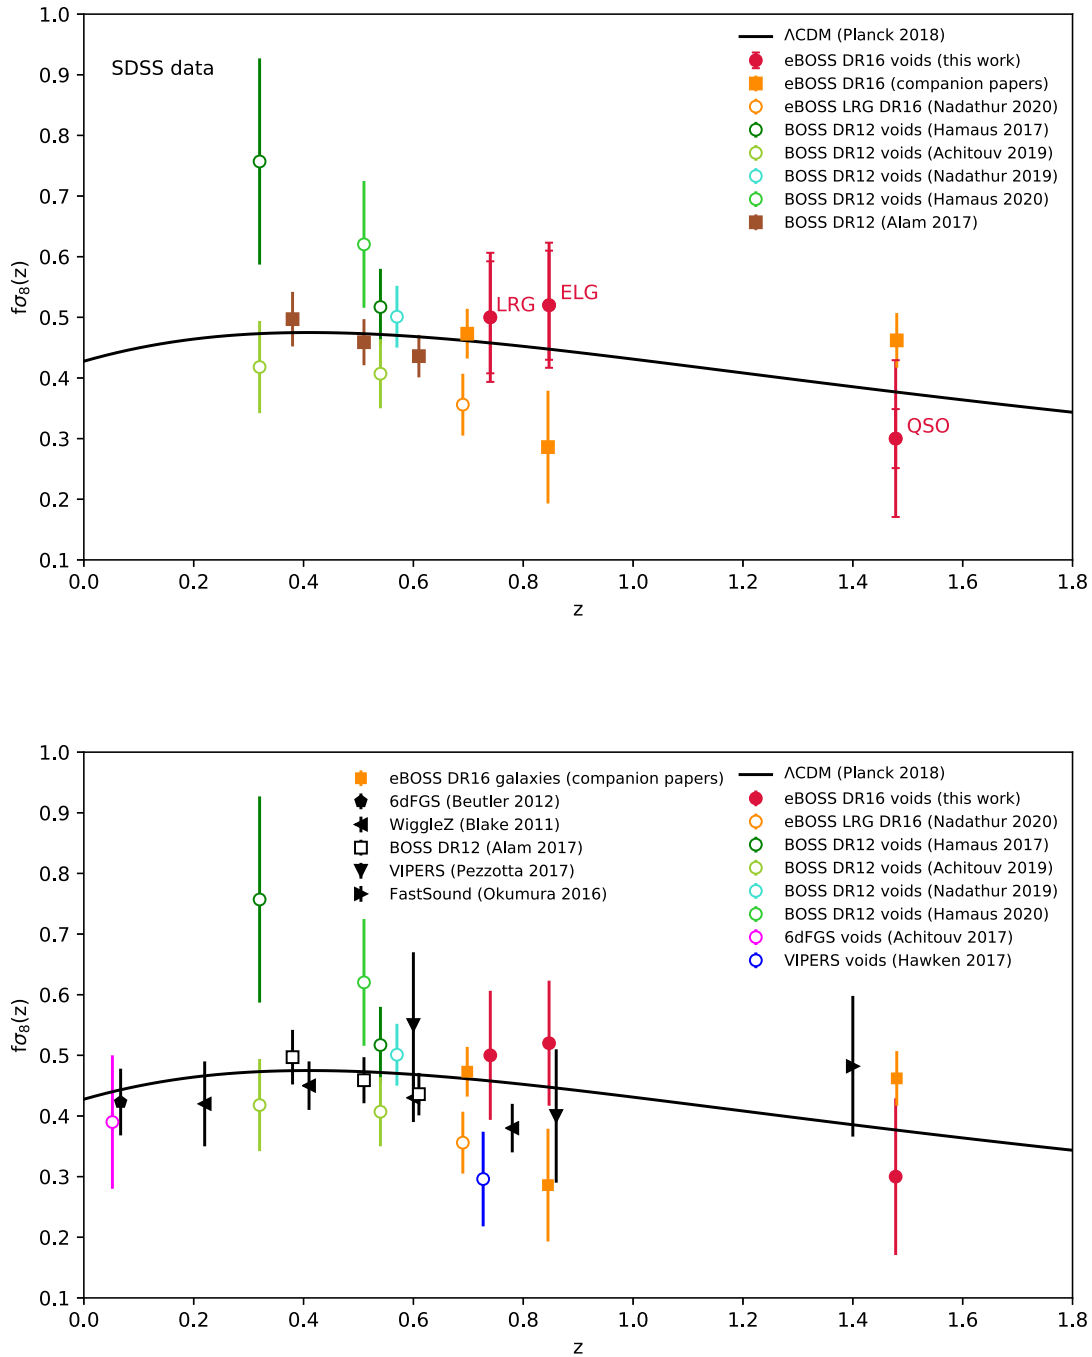 1.0
0.9
0.8
0.7
0.6
0.5
0.4
0.3
0.2
0.1
fσ₈(z)
SDSS data
ΛCDM (Planck 2018)
eBOSS DR16 voids (this work)
eBOSS DR16 (companion papers)
eBOSS LRG DR16 (Nadathur 2020)
BOSS DR12 voids (Hamaus 2017)
BOSS DR12 voids (Achitouv 2019)
BOSS DR12 voids (Nadathur 2019)
BOSS DR12 voids (Hamaus 2020)
BOSS DR12 (Alam 2017)
LRG
ELG
QSO
0.0 0.2 0.4 0.6 0.8 1.0 1.2 1.4 1.6 1.8
z
1.0
0.9
0.8
0.7
0.6
0.5
0.4
0.3
0.2
0.1
fσ₈(z)
eBOSS DR16 galaxies (companion papers)
6dFGS (Beutler 2012)
WiggleZ (Blake 2011)
BOSS DR12 (Alam 2017)
VIPERS (Pezzotta 2017)
FastSound (Okumura 2016)
ΛCDM (Planck 2018)
eBOSS DR16 voids (this work)
eBOSS LRG DR16 (Nadathur 2020)
BOSS DR12 voids (Hamaus 2017)
BOSS DR12 voids (Achitouv 2019)
BOSS DR12 voids (Nadathur 2019)
BOSS DR12 voids (Hamaus 2020)
6dFGS voids (Achitouv 2017)
VIPERS voids (Hawken 2017)
0.0 0.2 0.4 0.6 0.8 1.0 1.2 1.4 1.6 1.8
z